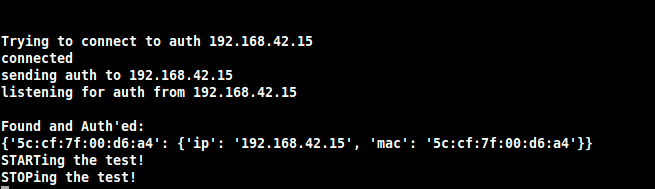 Trying to connect to auth 192.168.42.15
connected
sending auth to 192.168.42.15
listening for auth from 192.168.42.15
Found and Auth'ed:
{'5c:cf:7f:00:d6:a4': {'ip': '192.168.42.15', 'mac': '5c:cf:7f:00:d6:a4'}}
STARTing the test!
STOPing the test!